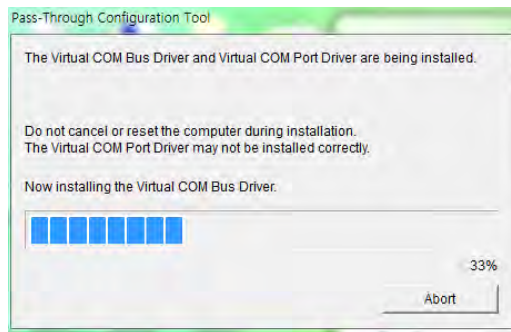 Pass-Through Configuration Tool
The Virtual COM Bus Driver and Virtual COM Port Driver are being installed.
Do not cancel or reset the computer during installation.
The Virtual COM Port Driver may not be installed correctly.
Now installing the Virtual COM Bus Driver.
33%
Abort